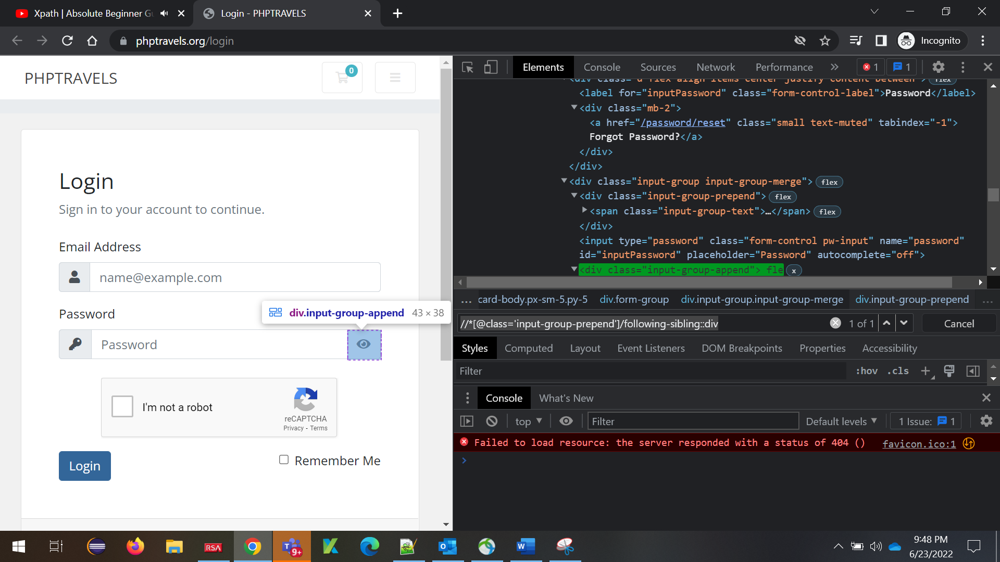 Xpath | Absolute Beginner Gu
Login - PHPTRAVELS
phptravels.org/login
Incognito
PHPTRAVELS
0
Login
Sign in to your account to continue.
Email Address
name@example.com
Password
div.input-group-append 43 × 38
Password
I'm not a robot
reCAPTCHA
Privacy - Terms
Login
Remember Me
Elements Console Sources Network Performance » 1 1
<div class="d-flex align-items-center justify-content-between"> flex
<label for="inputPassword" class="form-control-label">Password</label>
<div class="mb-2">
<a href="/password/reset" class="small text-muted" tabindex="-1">
Forgot Password?</a>
</div>
</div>
<div class="input-group input-group-merge"> flex
<div class="input-group-prepend"> flex
<span class="input-group-text">…</span> flex
</div>
<input type="password" class="form-control pw-input" name="password"
id="inputPassword" placeholder="Password" autocomplete="off">
<div class="input-group-append"> fle x
... card-body.px-sm-5.py-5 div.form-group div.input-group.input-group-merge div.input-group-prepend ...
//*[@class='input-group-prepend']/following-sibling::div 1 of 1 Cancel
Styles Computed Layout Event Listeners DOM Breakpoints Properties Accessibility
Filter :hov .cls
Console What's New
top Filter Default levels 1 Issue: 1
Failed to load resource: the server responded with a status of 404 () favicon.ico:1
>
RSA
T 9+
O
W
9:48 PM
6/23/2022